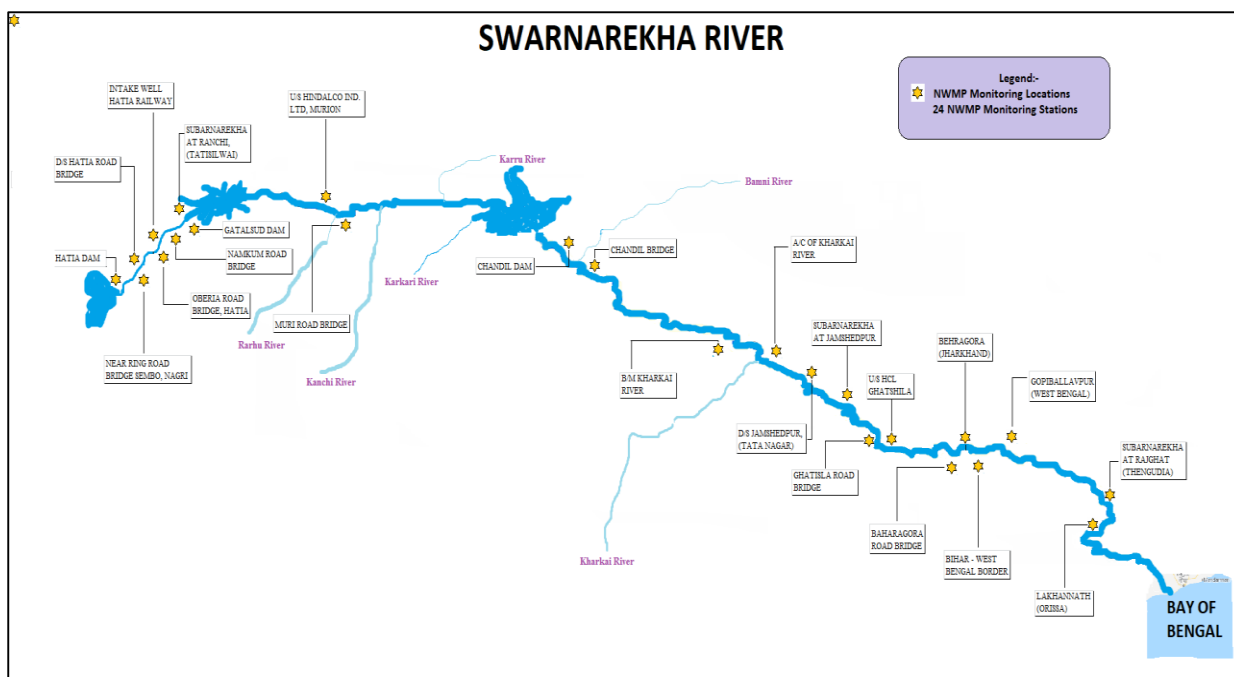 SWARNAREKHA RIVER
Legend:-
NWMP Monitoring Locations
24 NWMP Monitoring Stations
INTAKE WELL
HATIA RAILWAY
U/S HINDALCO IND.
LTD, MURION
SUBARNAREKHA
AT RANCHI,
(TATISILWAI)
D/S HATIA ROAD
BRIDGE
Karru River
Bamni River
GATALSUD DAM
NAMKUM ROAD
BRIDGE
HATIA DAM
OBERIA ROAD
BRIDGE, HATIA
NEAR RING ROAD
BRIDGE SEMBO, NAGRI
MURI ROAD BRIDGE
Rarhu River
Kanchi River
Karkari River
CHANDIL DAM
CHANDIL BRIDGE
A/C OF KHARKAI
RIVER
B/M KHARKAI
RIVER
SUBARNAREKHA
AT JAMSHEDPUR
U/S HCL
GHATSHILA
BEHRAGORA
(JHARKHAND)
GOPIBALLAVPUR
(WEST BENGAL)
D/S JAMSHEDPUR,
(TATA NAGAR)
GHATISLA ROAD
BRIDGE
BAHARAGORA
ROAD BRIDGE
BIHAR - WEST
BENGAL BORDER
SUBARNAREKHA
AT RAJGHAT
(THENGUDIA)
LAKHANNATH
(ORISSA)
Kharkai River
BAY OF
BENGAL